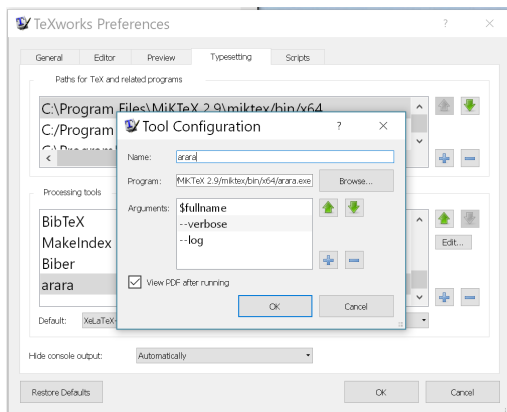 TeXworks Preferences
General Editor Preview Typesetting Scripts
Paths for TeX and related programs
C:\Program Files\MiKTeX 2.9\miktex/bin/x64
C:/Program
Tool Configuration
Name: arara
Program: MiKTeX 2.9/miktex/bin/x64/arara.exe Browse...
Arguments: $fullname
--verbose
--log
View PDF after running
OK Cancel
Processing tools
BibTeX
MakeIndex
Biber
arara
Edit...
Default: XeLaTeX
Hide console output: Automatically
Restore Defaults OK Cancel